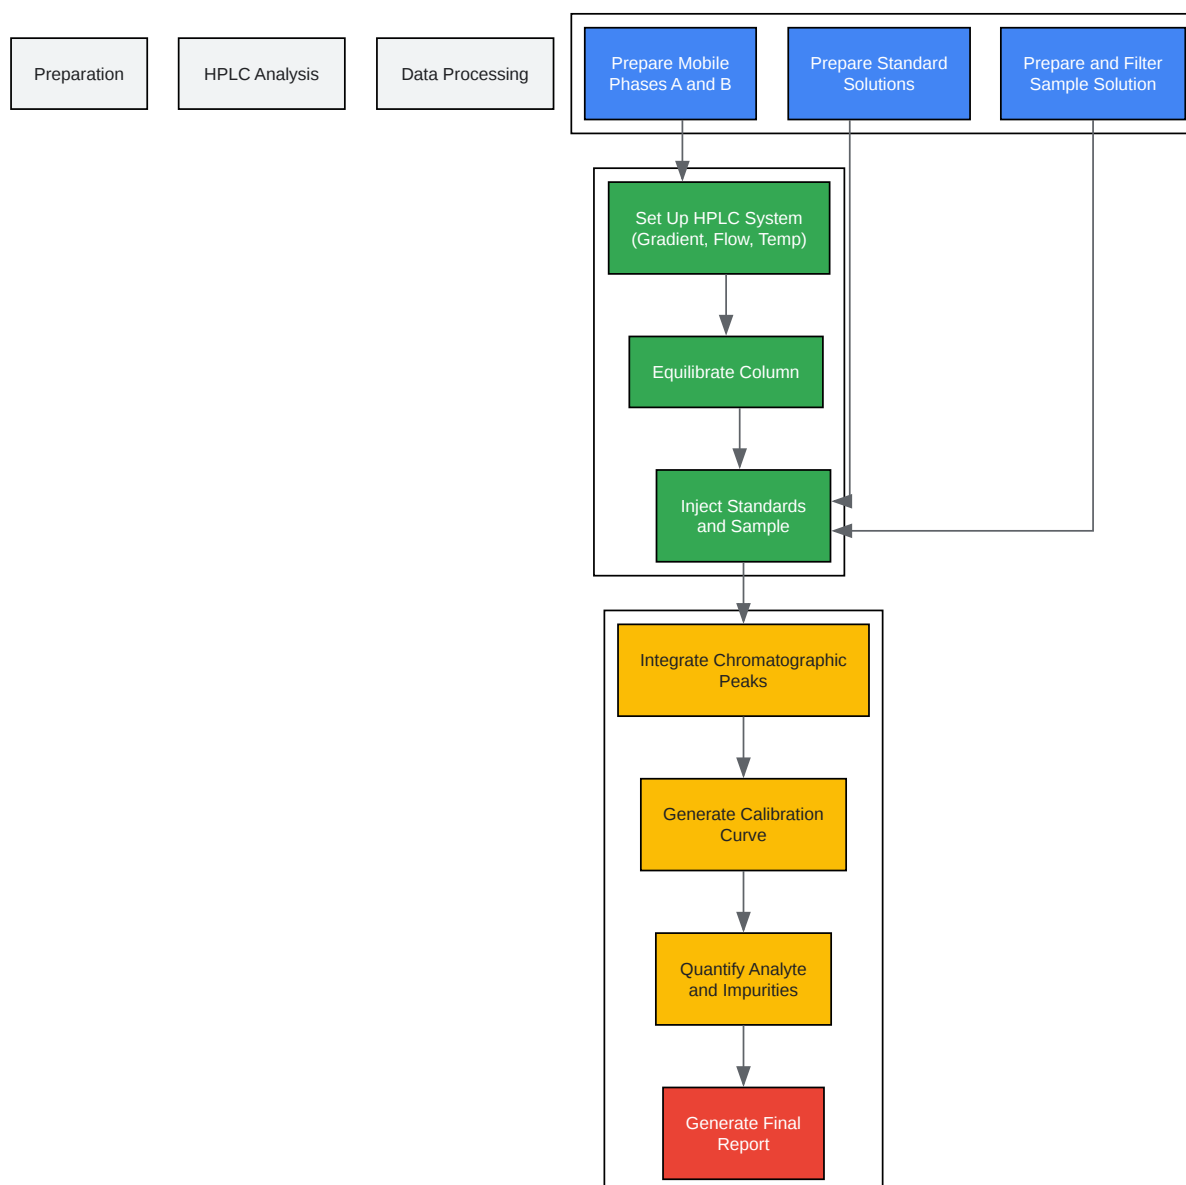 Preparation
HPLC Analysis
Data Processing
Prepare Mobile
Phases A and B
Prepare Standard
Solutions
Prepare and Filter
Sample Solution
Set Up HPLC System
(Gradient, Flow, Temp)
Equilibrate Column
Inject Standards
and Sample
Integrate Chromatographic
Peaks
Generate Calibration
Curve
Quantify Analyte
and Impurities
Generate Final
Report